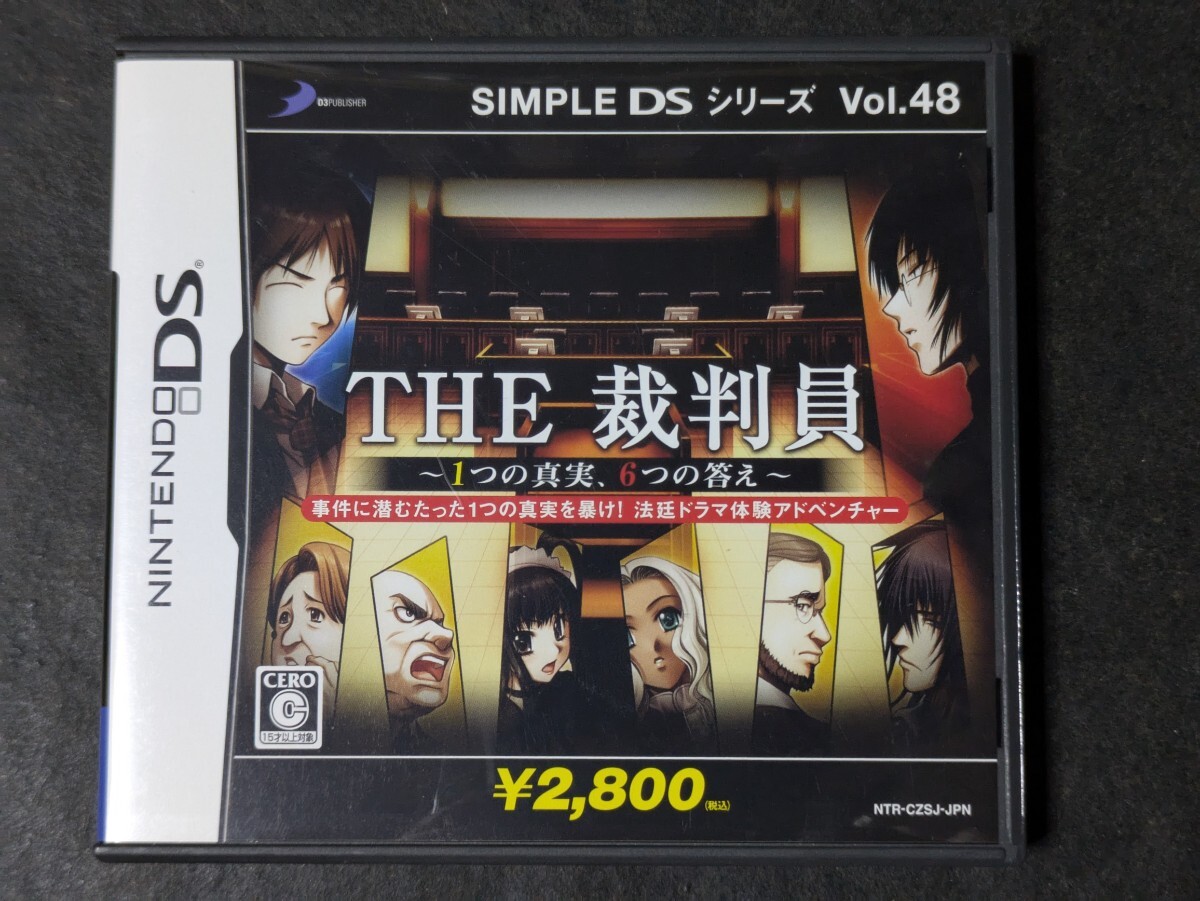 D3PUBLISHER
SIMPLE DS シリーズ Vol.48
NINTENDO DS ®
THE 裁判員
～1つの真実、6つの答え～
事件に潜むたった1つの真実を暴け! 法廷ドラマ体験アドベンチャー
CERO
C
15才以上対象
¥2,800(税込)
NTR-CZSJ-JPN